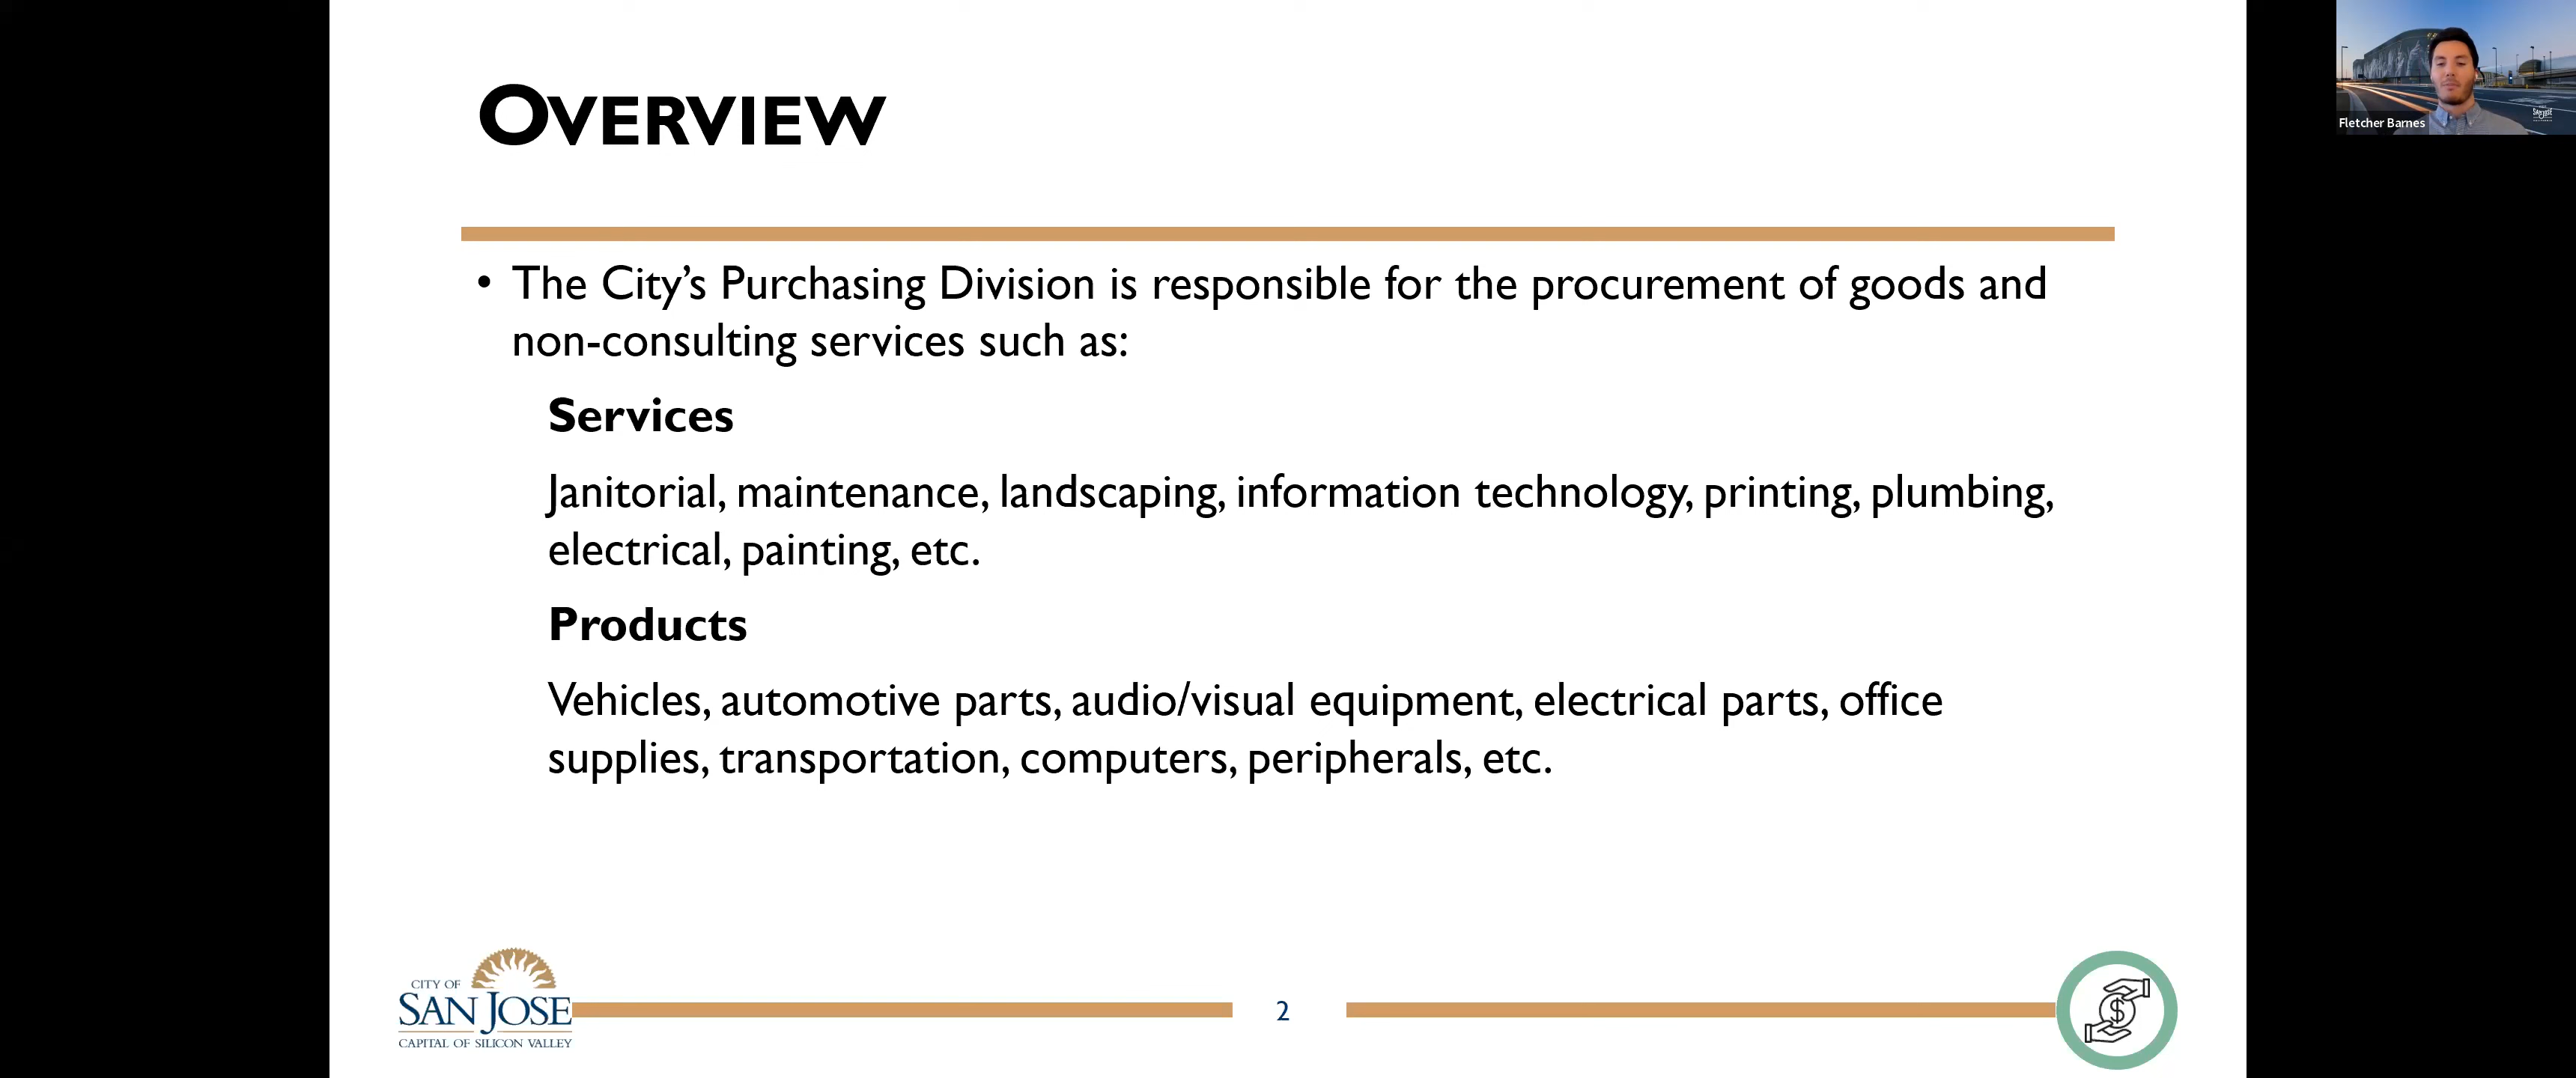 OVERVIEW
• The City's Purchasing Division is responsible for the procurement of goods and
non-consulting services such as:
Services
Janitorial, maintenance, landscaping, information technology, printing, plumbing,
electrical, painting, etc.
Products
Vehicles, automotive parts, audio/visual equipment, electrical parts, office
supplies, transportation, computers, peripherals, etc.
CITY OF
SAN JOSE
CAPITAL OF SILICON VALLEY
2
$
Fletcher Barnes
SAN JOSE